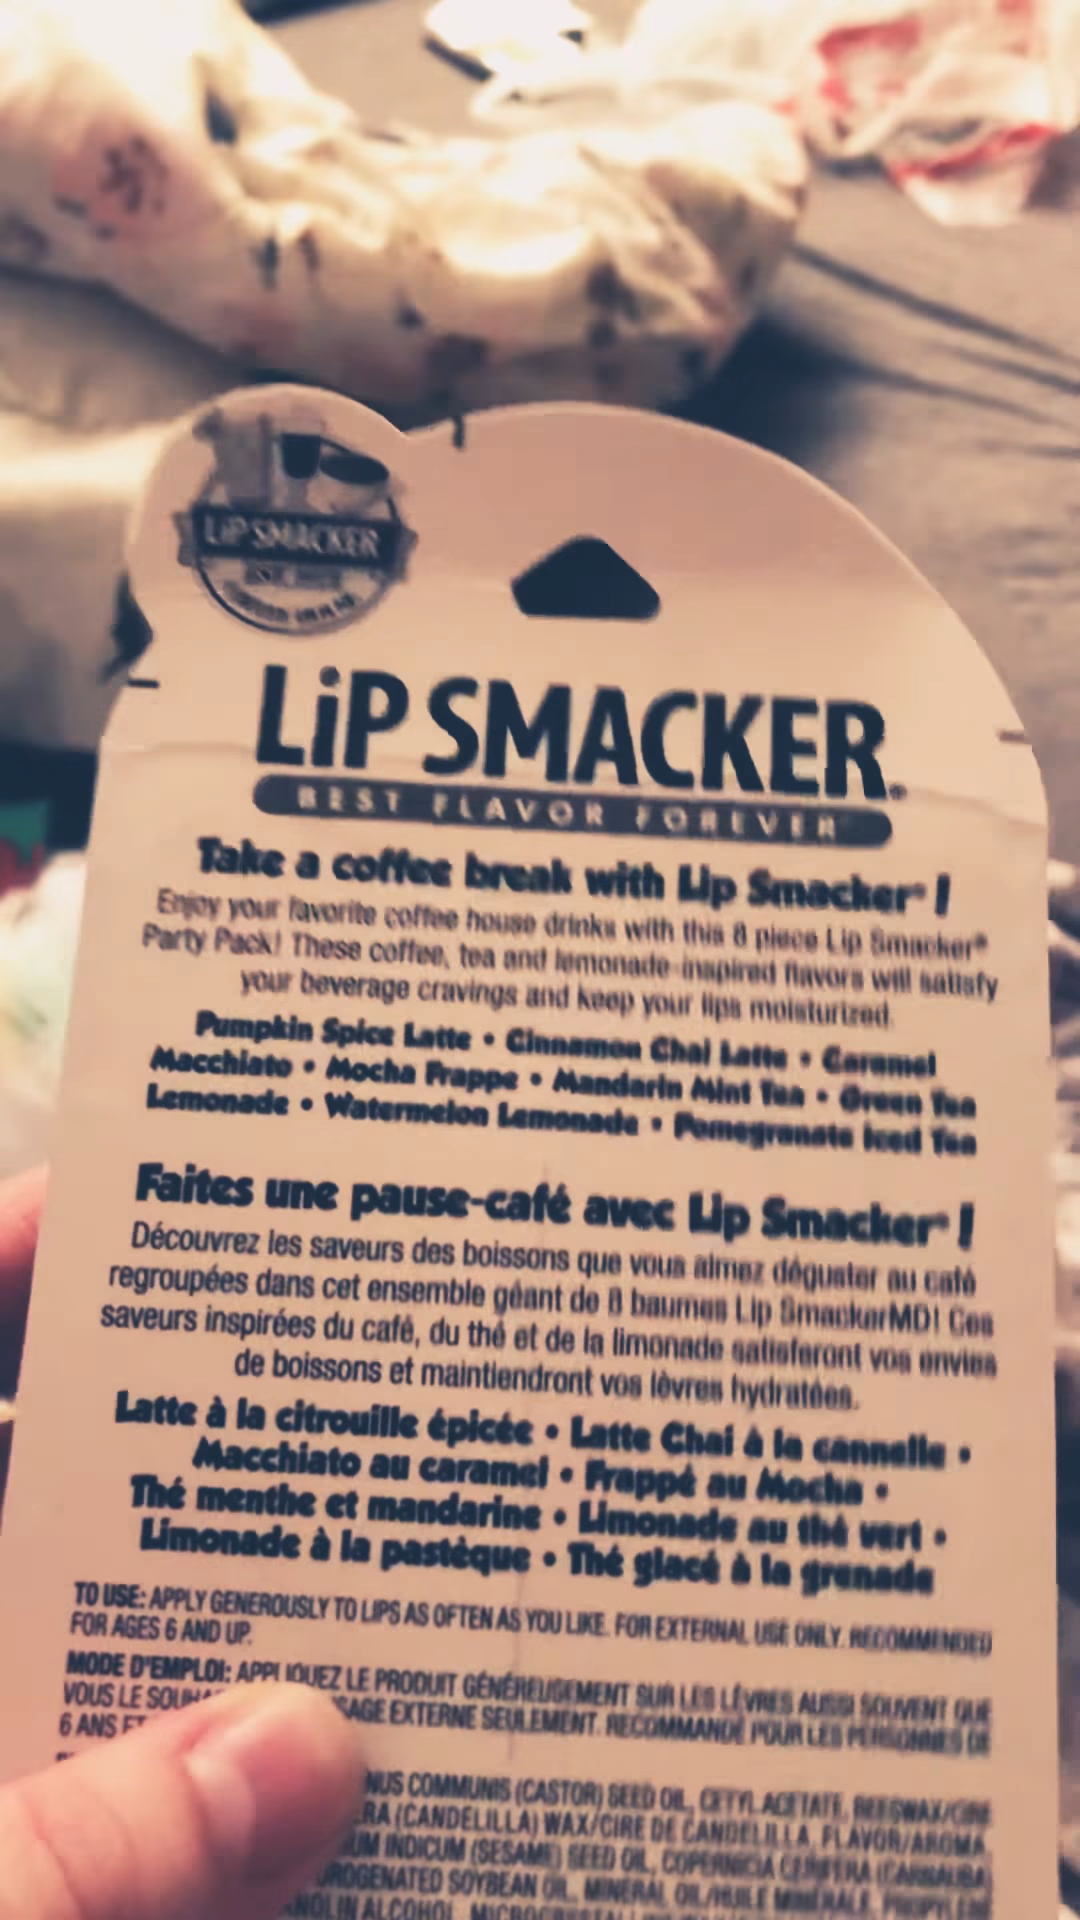 LiP SMACKER
LiP SMACKER®
BEST FLAVOR FOREVER
Take a coffee break with Lip Smacker® !
Enjoy your favorite coffee house drinks with this 8 piece Lip Smacker®
Party Pack! These coffee, tea and lemonade-inspired flavors will satisfy
your beverage cravings and keep your lips moisturized.
Pumpkin Spice Latte • Cinnamon Chai Latte • Caramel
Macchiato • Mocha Frappe • Mandarin Mint Tea • Green Tea
Lemonade • Watermelon Lemonade • Pomegranate Iced Tea
Faites une pause-café avec Lip Smacker® !
Découvrez les saveurs des boissons que vous aimez déguster au café
regroupées dans cet ensemble géant de 8 baumes Lip SmackerMD! Ces
saveurs inspirées du café, du thé et de la limonade satisferont vos envies
de boissons et maintiendront vos lèvres hydratées.
Latte à la citrouille épicée • Latte Chai à la cannelle •
Macchiato au caramel • Frappé au Mocha •
Thé menthe et mandarine • Limonade au thé vert •
Limonade à la pastèque • Thé glacé à la grenade
TO USE: APPLY GENEROUSLY TO LIPS AS OFTEN AS YOU LIKE. FOR EXTERNAL USE ONLY. RECOMMENDED
FOR AGES 6 AND UP.
MODE D'EMPLOI: APPLIQUEZ LE PRODUIT GÉNÉREUSEMENT SUR LES LÈVRES AUSSI SOUVENT QUE
VOUS LE EXTERNE SEULEMENT. RECOMMANDÉ POUR LES PERSONNES DE
6 ANS ET
COMMUNIS (CASTOR) SEED OIL, CETYL ACETATE, BEESWAX/CIRE
(CANDELILLA) WAX/CIRE DE CANDELILLA, FLAVOR/AROMA,
INDICUM (SESAME) SEED OIL, COPERNICIA CERIFERA (CARNAUBA)
SOYBEAN OIL, MINERAL OIL/HUILE MINERALE, PROPYLENE
ALCOHOL,